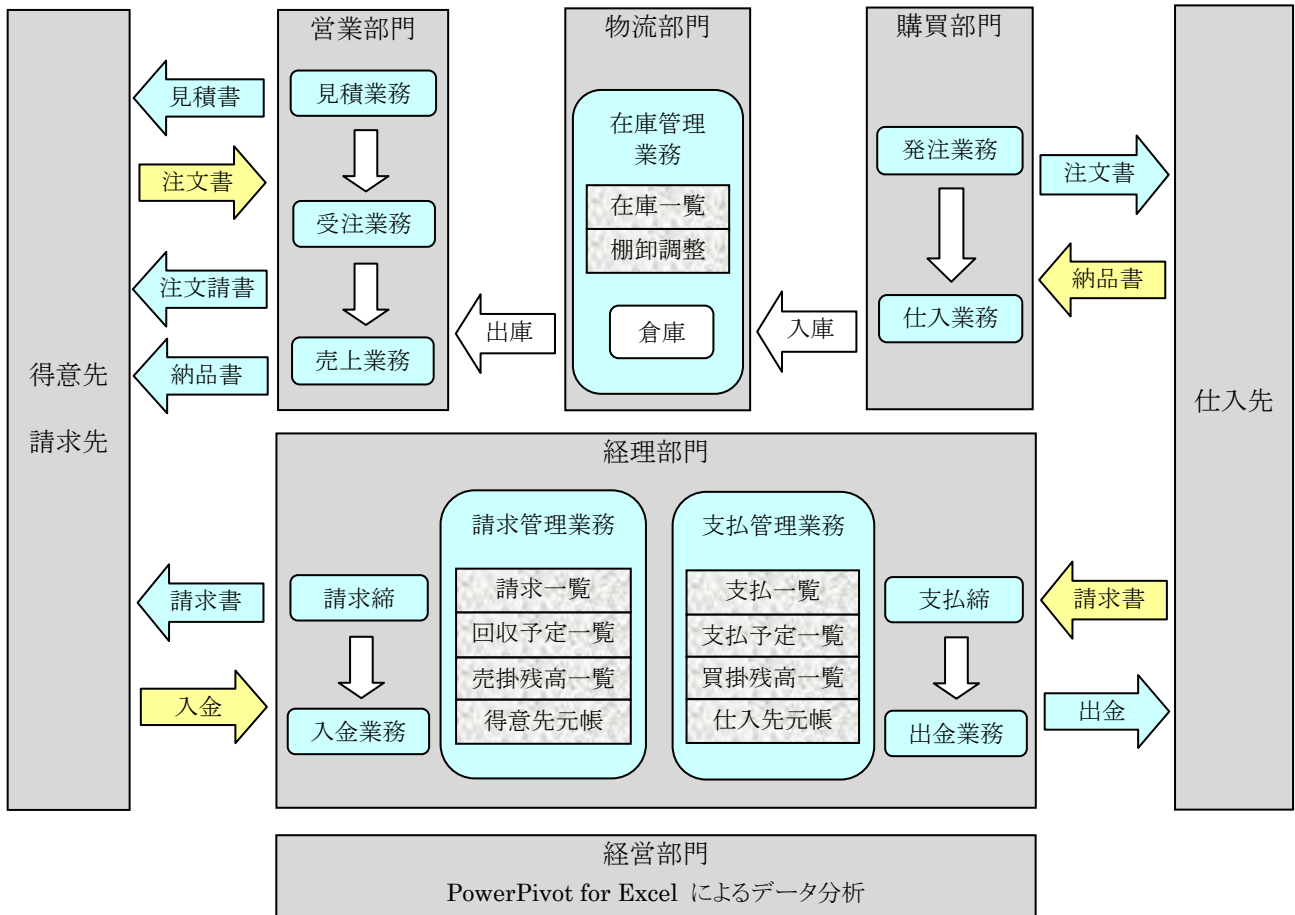 営業部門
物流部門
購買部門
見積書
見積業務
注文書
受注業務
注文請書
納品書
売上業務
得意先
請求先
出庫
在庫管理
業務
在庫一覧
棚卸調整
倉庫
入庫
発注業務
仕入業務
注文書
納品書
仕入先
経理部門
請求書
請求締
入金
入金業務
請求管理業務
請求一覧
回収予定一覧
売掛残高一覧
得意先元帳
支払管理業務
支払一覧
支払予定一覧
買掛残高一覧
仕入先元帳
支払締
出金業務
請求書
出金
経営部門
PowerPivot for Excel によるデータ分析